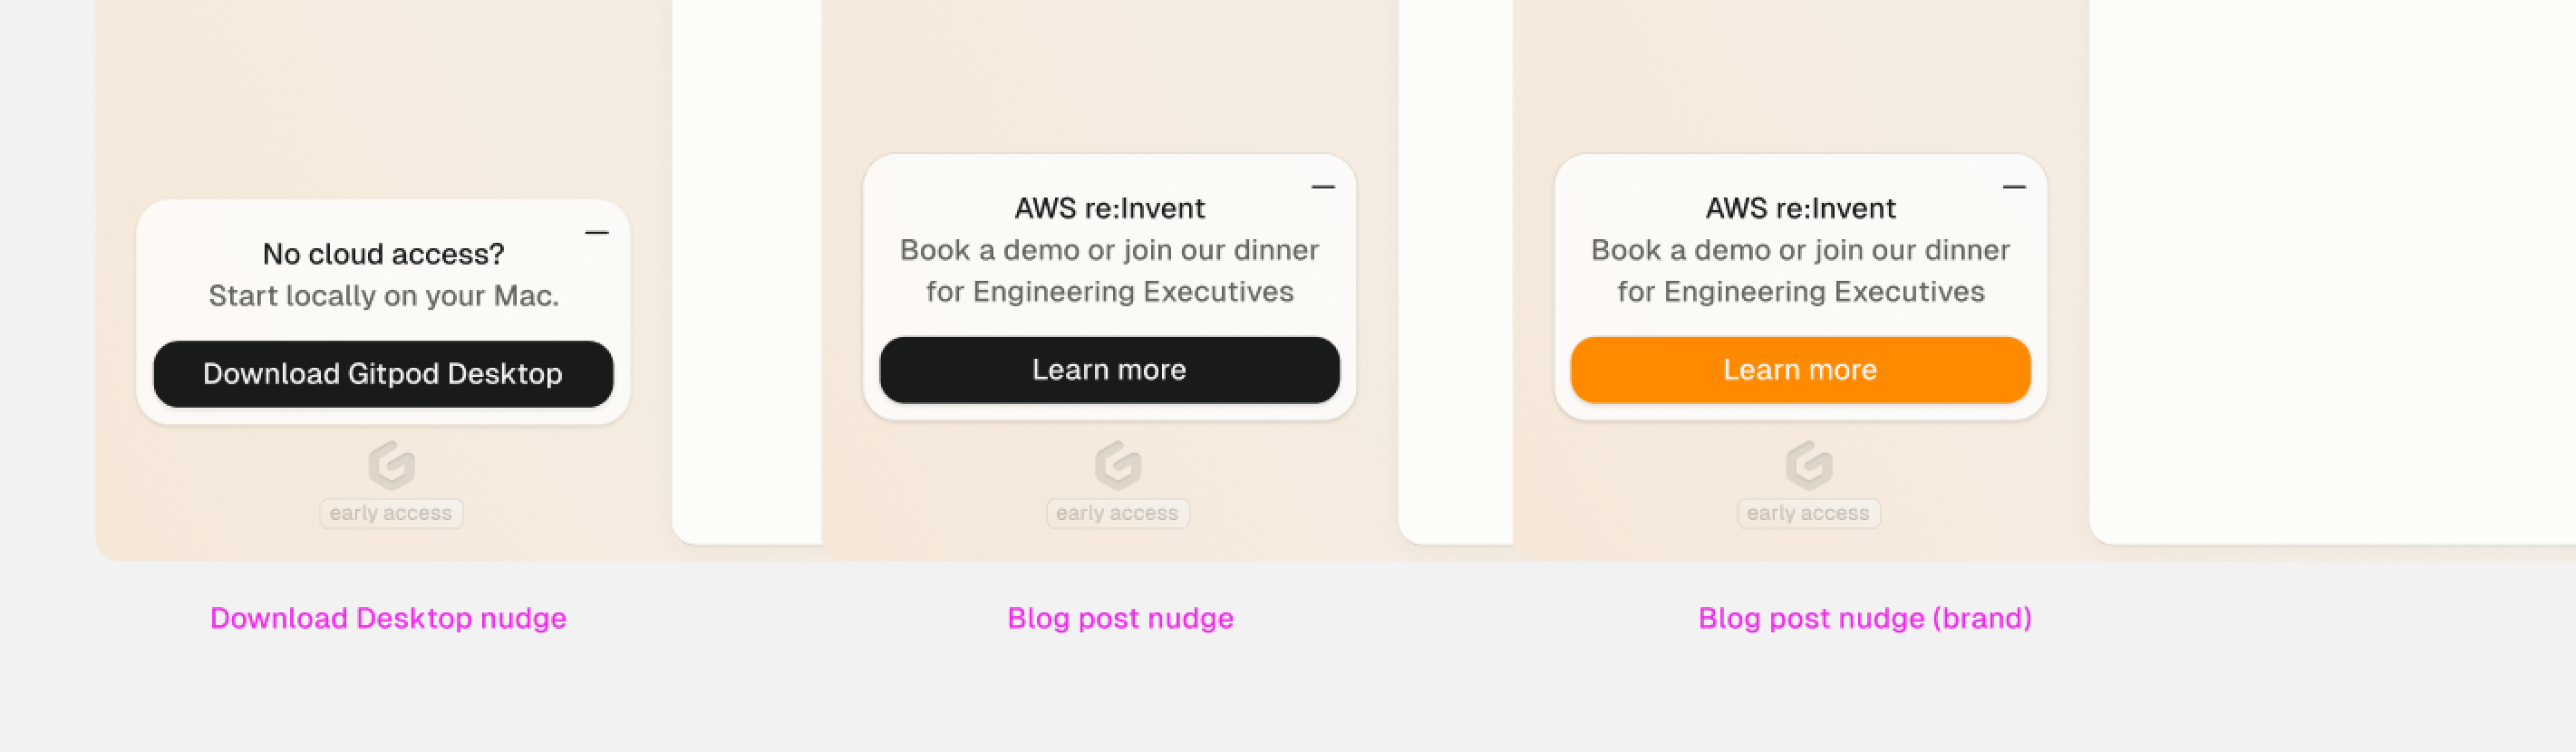 No cloud access?
Start locally on your Mac.
Download Gitpod Desktop
early access
Download Desktop nudge
AWS re:Invent
Book a demo or join our dinner
for Engineering Executives
Learn more
early access
Blog post nudge
AWS re:Invent
Book a demo or join our dinner
for Engineering Executives
Learn more
early access
Blog post nudge (brand)